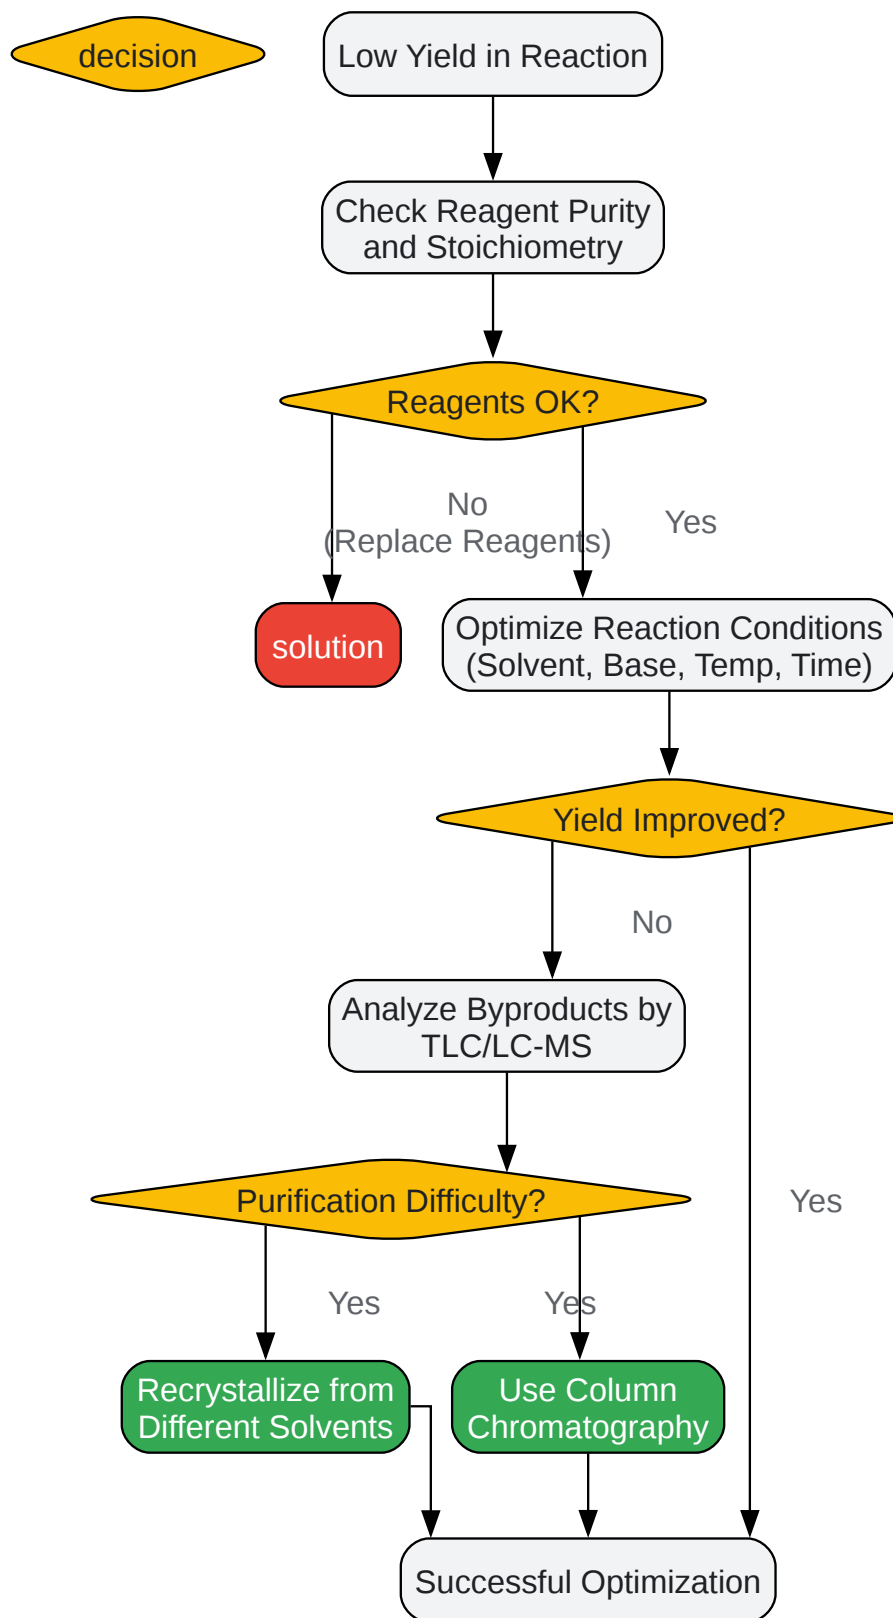 decision
Low Yield in Reaction
Check Reagent Purity
and Stoichiometry
Reagents OK?
No
(Replace Reagents)
Yes
solution
Optimize Reaction Conditions
(Solvent, Base, Temp, Time)
Yield Improved?
No
Analyze Byproducts by
TLC/LC-MS
Purification Difficulty?
Yes
Yes
Yes
Recrystallize from
Different Solvents
Use Column
Chromatography
Successful Optimization